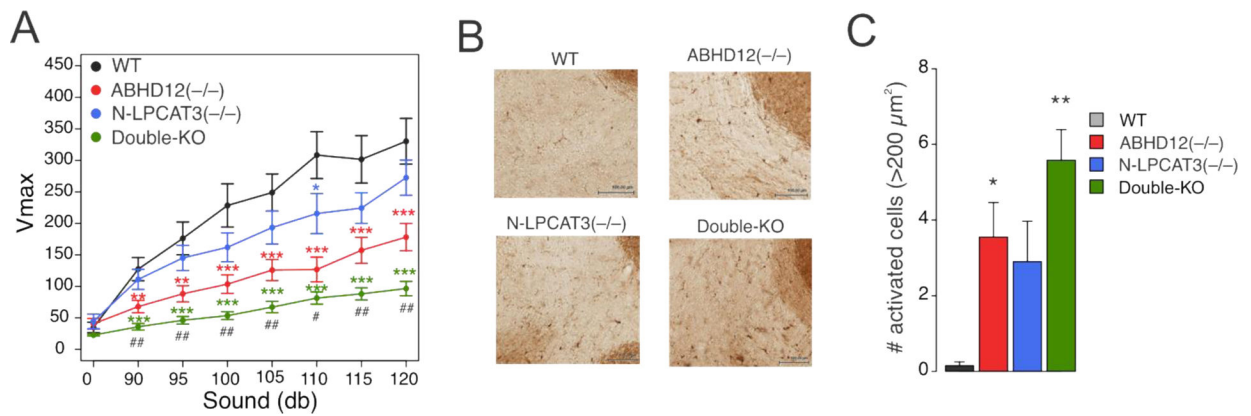 A
Vmax
450
400
350
300
250
200
150
100
50
0
WT
ABHD12(−/−)
N-LPCAT3(−/−)
Double-KO
*
** ** *** *** *** *** ***
*** *** *** *** *** *** ***
## ## ## ## # ## ##
0 90 95 100 105 110 115 120
Sound (db)
B
WT
ABHD12(−/−)
N-LPCAT3(−/−)
Double-KO
C
# activated cells (>200 µm²)
8
6
4
2
0
*
**
WT
ABHD12(−/−)
N-LPCAT3(−/−)
Double-KO